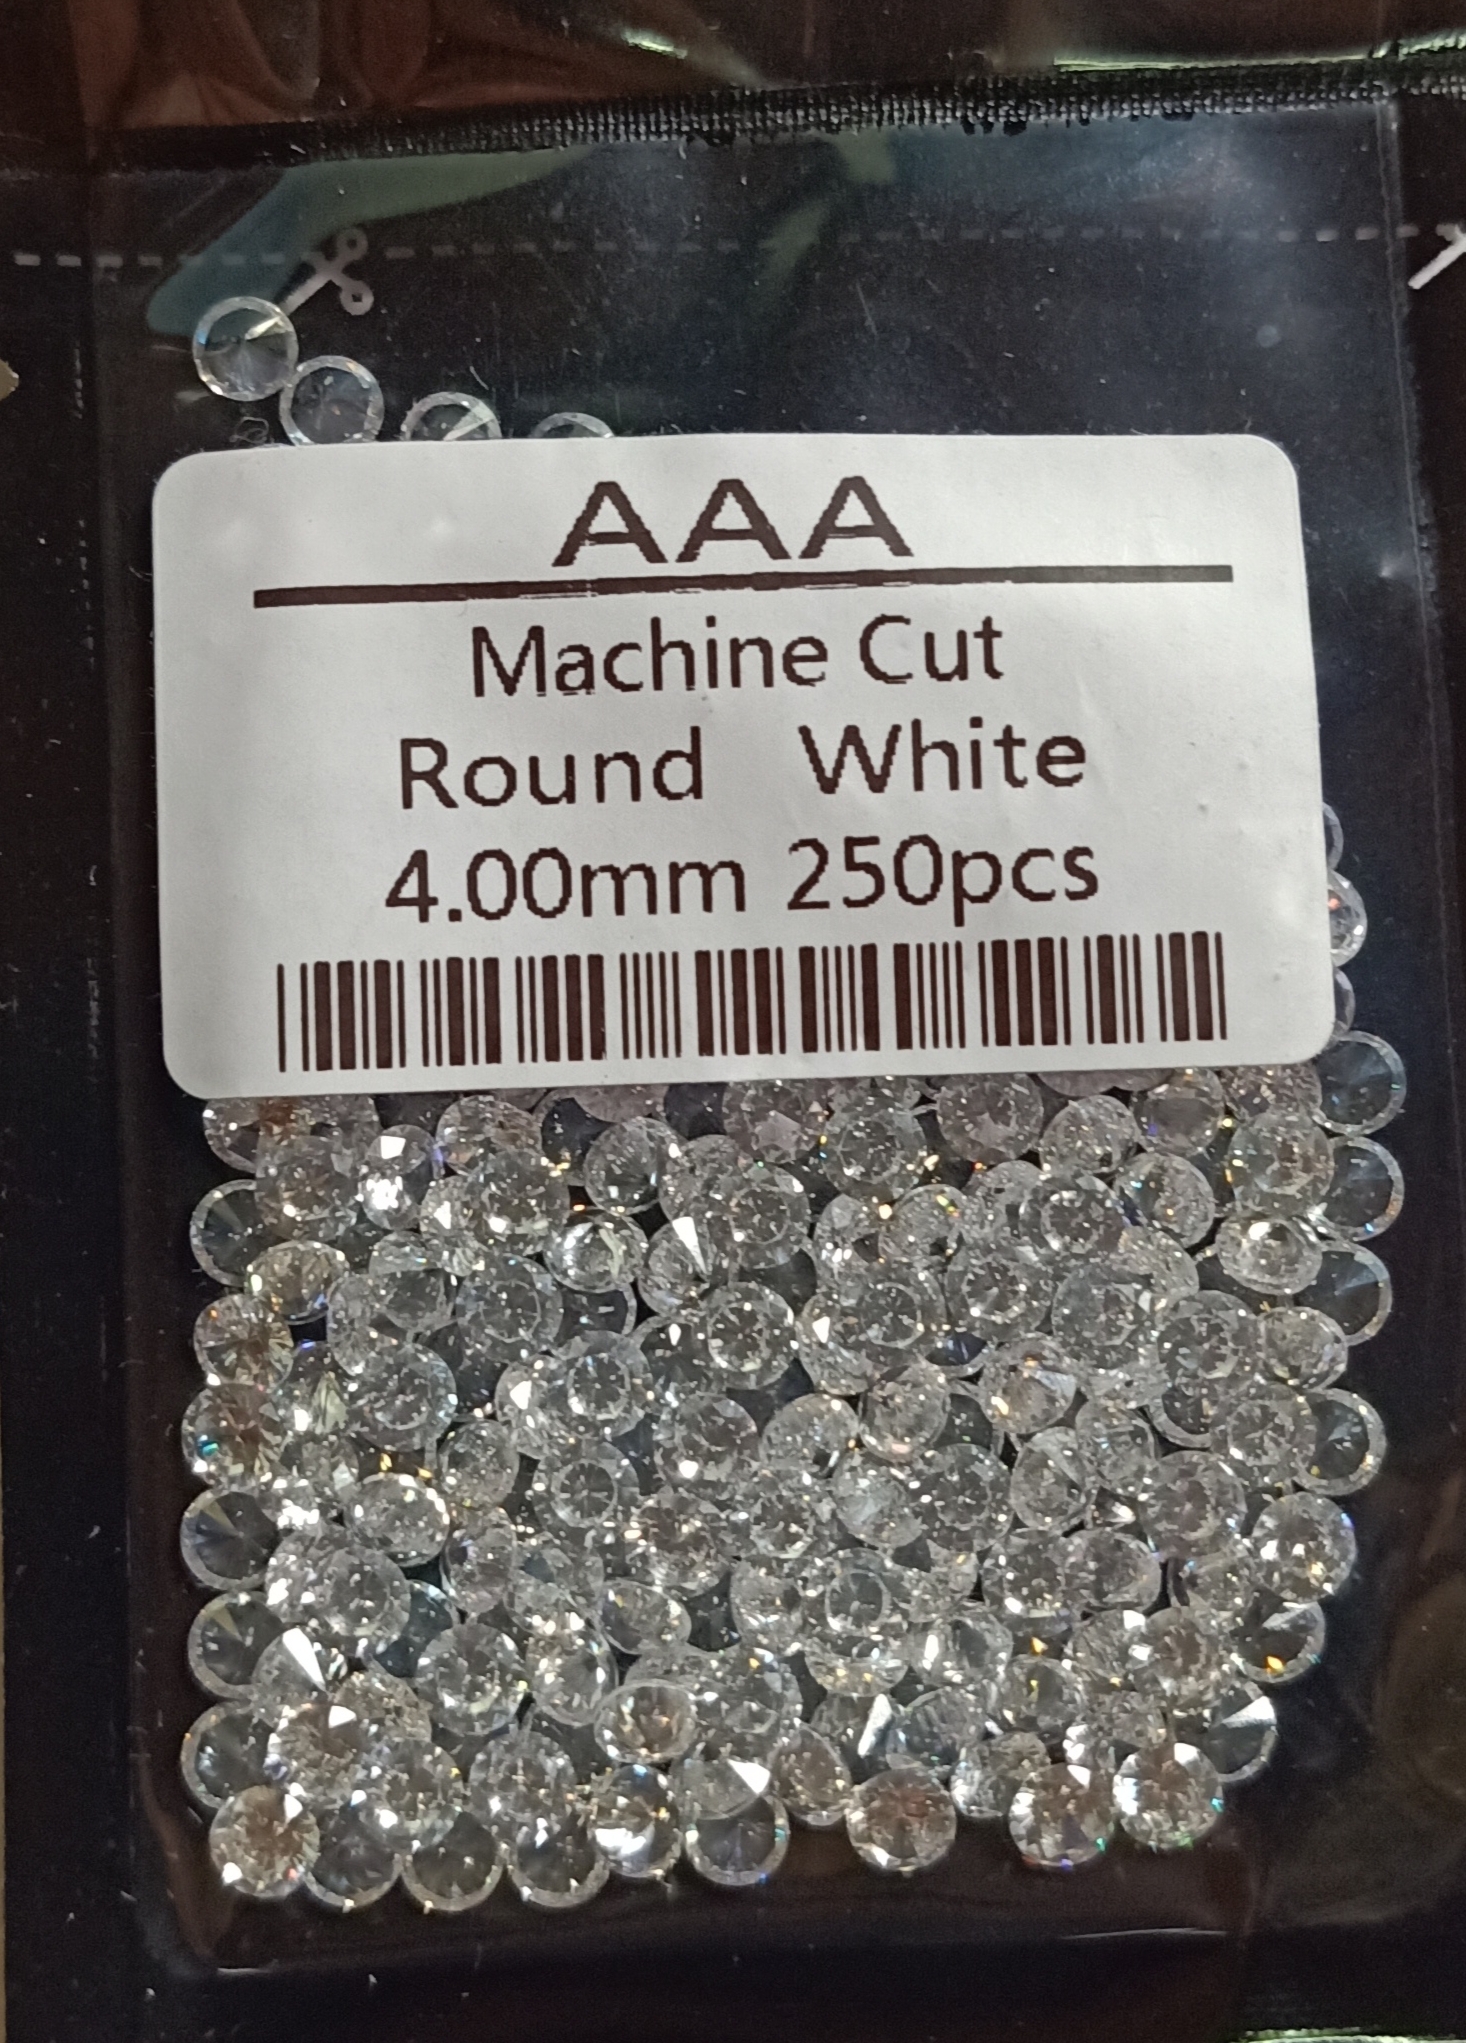 AAA
Machine Cut
Round White
4.00mm 250pcs